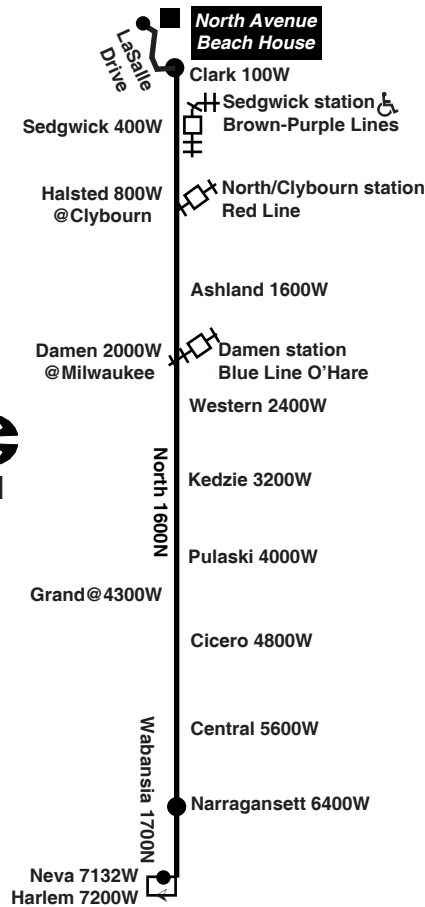 North Avenue
Beach House
LaSalle
Drive
Clark 100W
Sedgwick station
Brown-Purple Lines
Sedgwick 400W
North/Clybourn station
Red Line
Halsted 800W
@Clybourn
Ashland 1600W
Damen 2000W
@Milwaukee
Damen station
Blue Line O’Hare
Western 2400W
North 1600N
Kedzie 3200W
Pulaski 4000W
Grand@4300W
Cicero 4800W
Central 5600W
Wabansia 1700N
Narragansett 6400W
Neva 7132W
Harlem 7200W